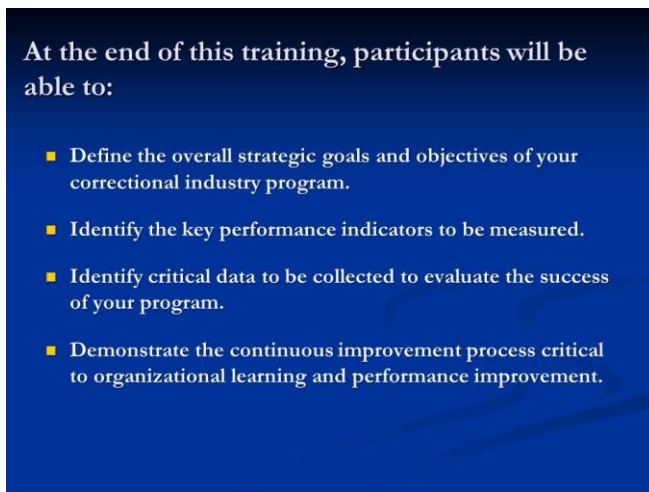 At the end of this training, participants will be
able to:
Define the overall strategic goals and objectives of your
correctional industry program.
Identify the key performance indicators to be measured.
Identify critical data to be collected to evaluate the success
of your program.
Demonstrate the continuous improvement process critical
to organizational learning and performance improvement.